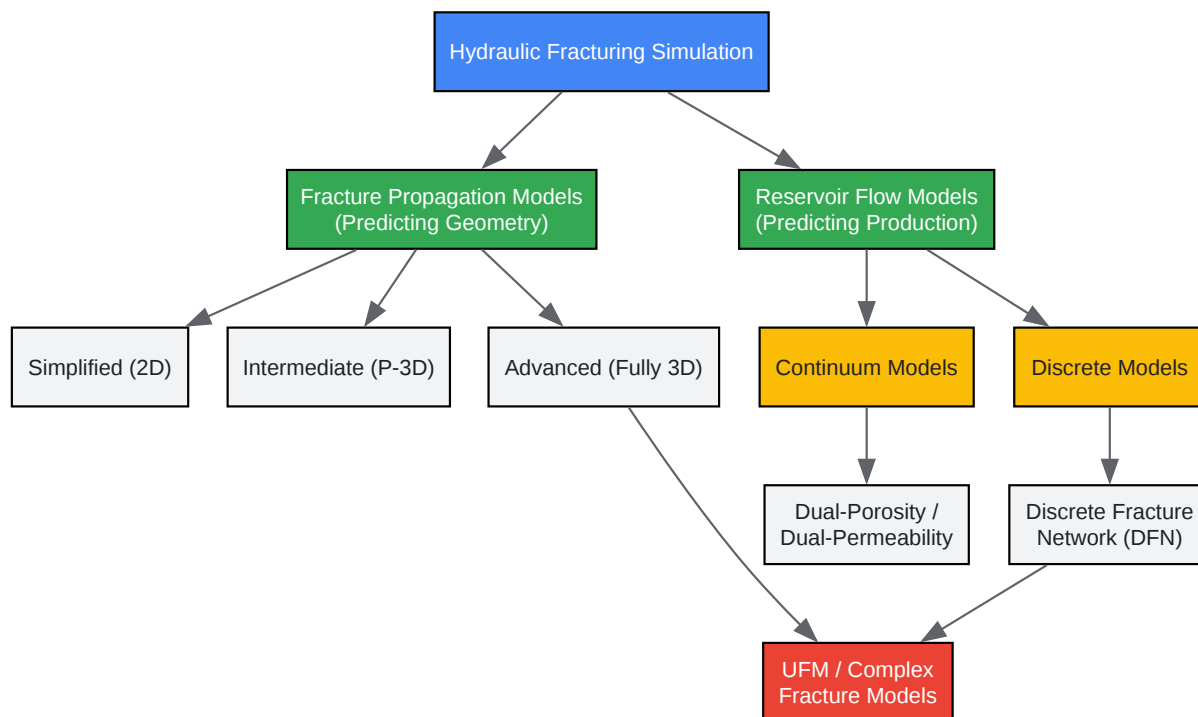 Hydraulic Fracturing Simulation
Fracture Propagation Models
(Predicting Geometry)
Reservoir Flow Models
(Predicting Production)
Simplified (2D)
Intermediate (P-3D)
Advanced (Fully 3D)
Continuum Models
Discrete Models
Dual-Porosity /
Dual-Permeability
Discrete Fracture
Network (DFN)
UFM / Complex
Fracture Models